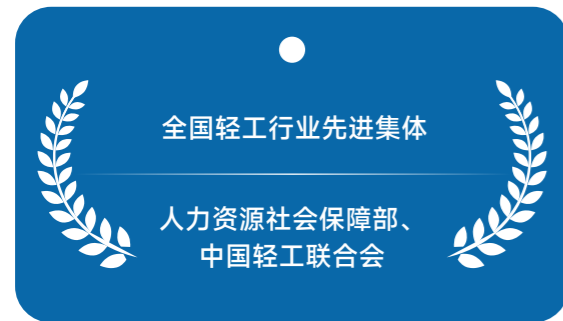 全国轻工行业先进集体
人力资源社会保障部、
中国轻工联合会